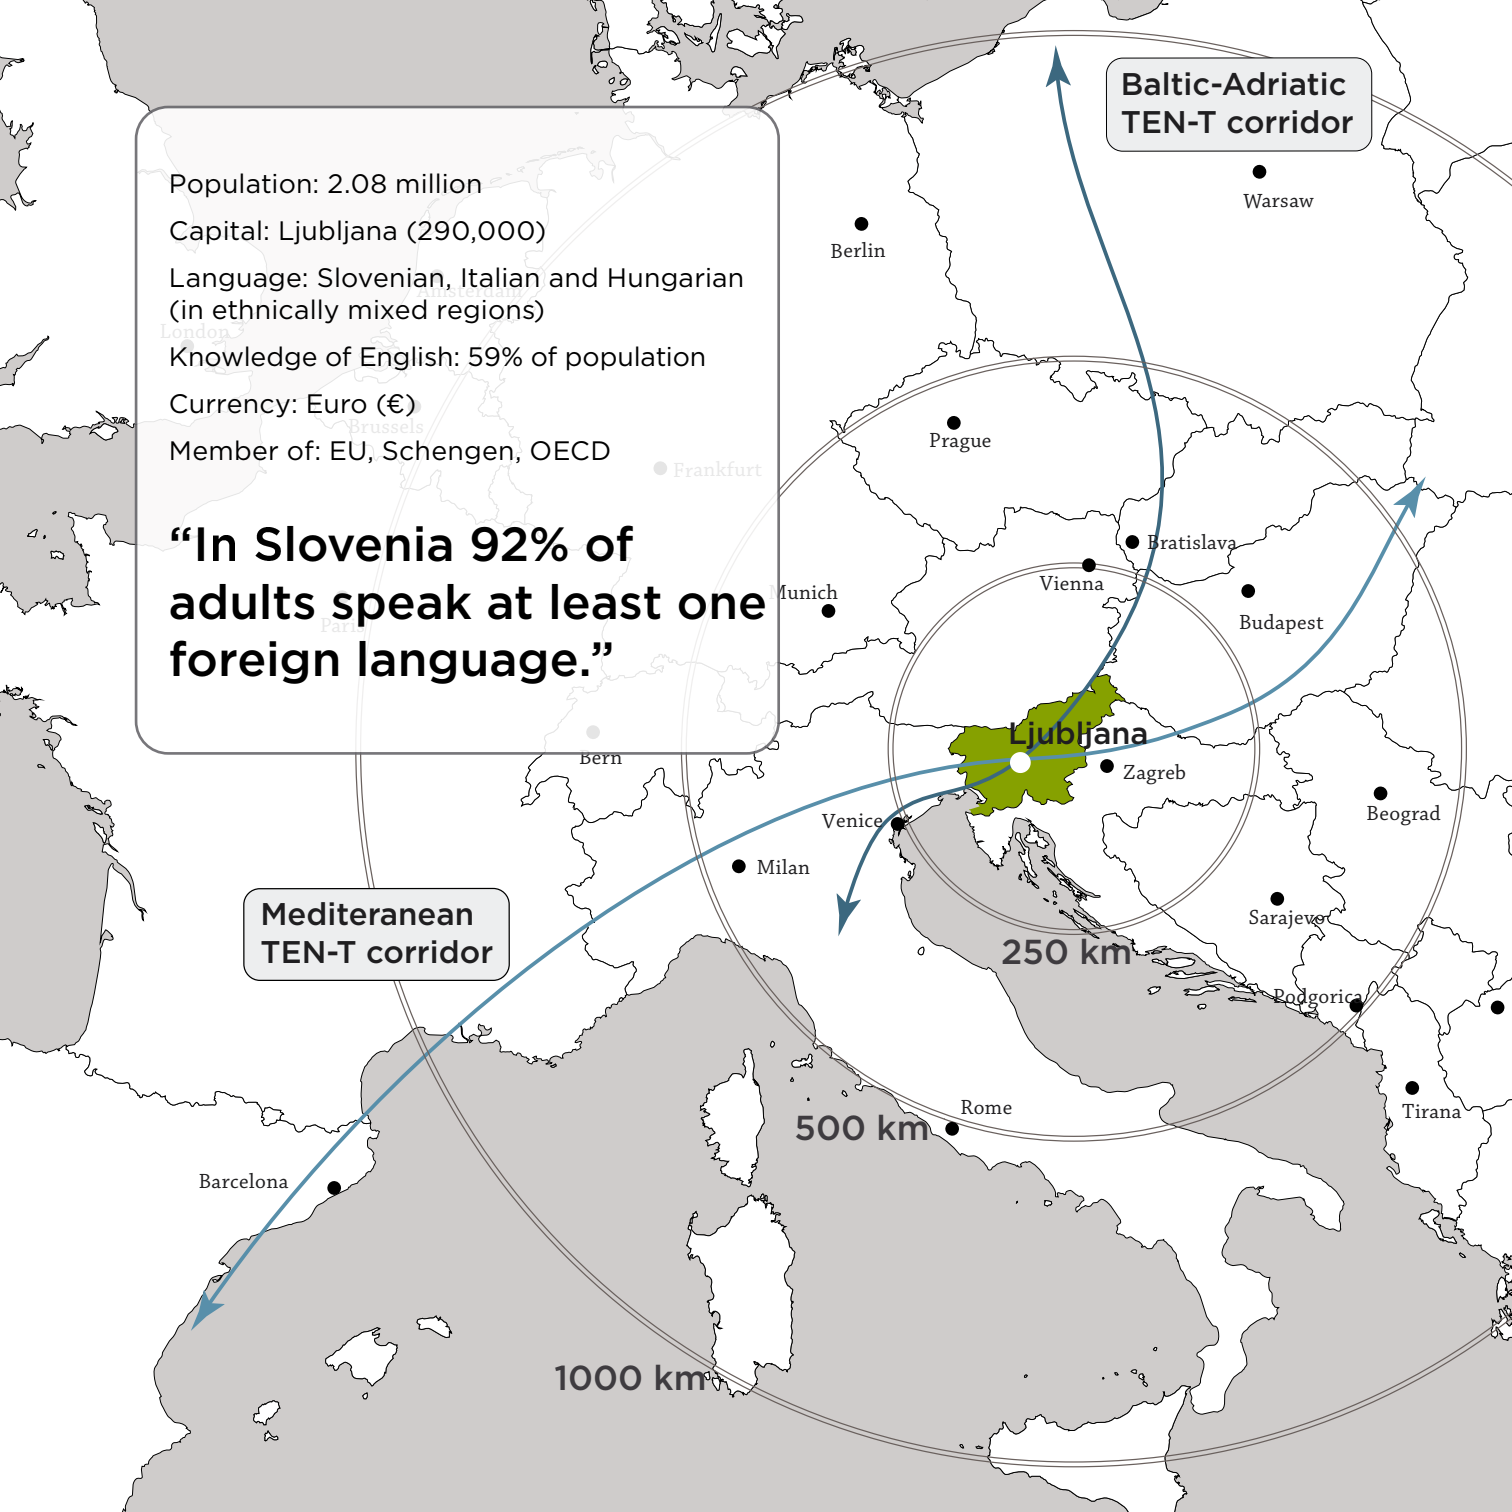 Baltic-Adriatic
TEN-T corridor
Population: 2.08 million
Capital: Ljubljana (290,000)
Language: Slovenian, Italian and Hungarian
(in ethnically mixed regions)
Knowledge of English: 59% of population
Currency: Euro (€)
Member of: EU, Schengen, OECD
“In Slovenia 92% of
adults speak at least one
foreign language.”
Warsaw
Berlin
Amsterdam
London
Brussels
Frankfurt
Prague
Bratislava
Vienna
Munich
Budapest
Paris
Ljubljana
Bern
Zagreb
Venice
Beograd
Milan
Mediteranean
TEN-T corridor
Sarajevo
250 km
Podgorica
Rome
Tirana
500 km
Barcelona
1000 km